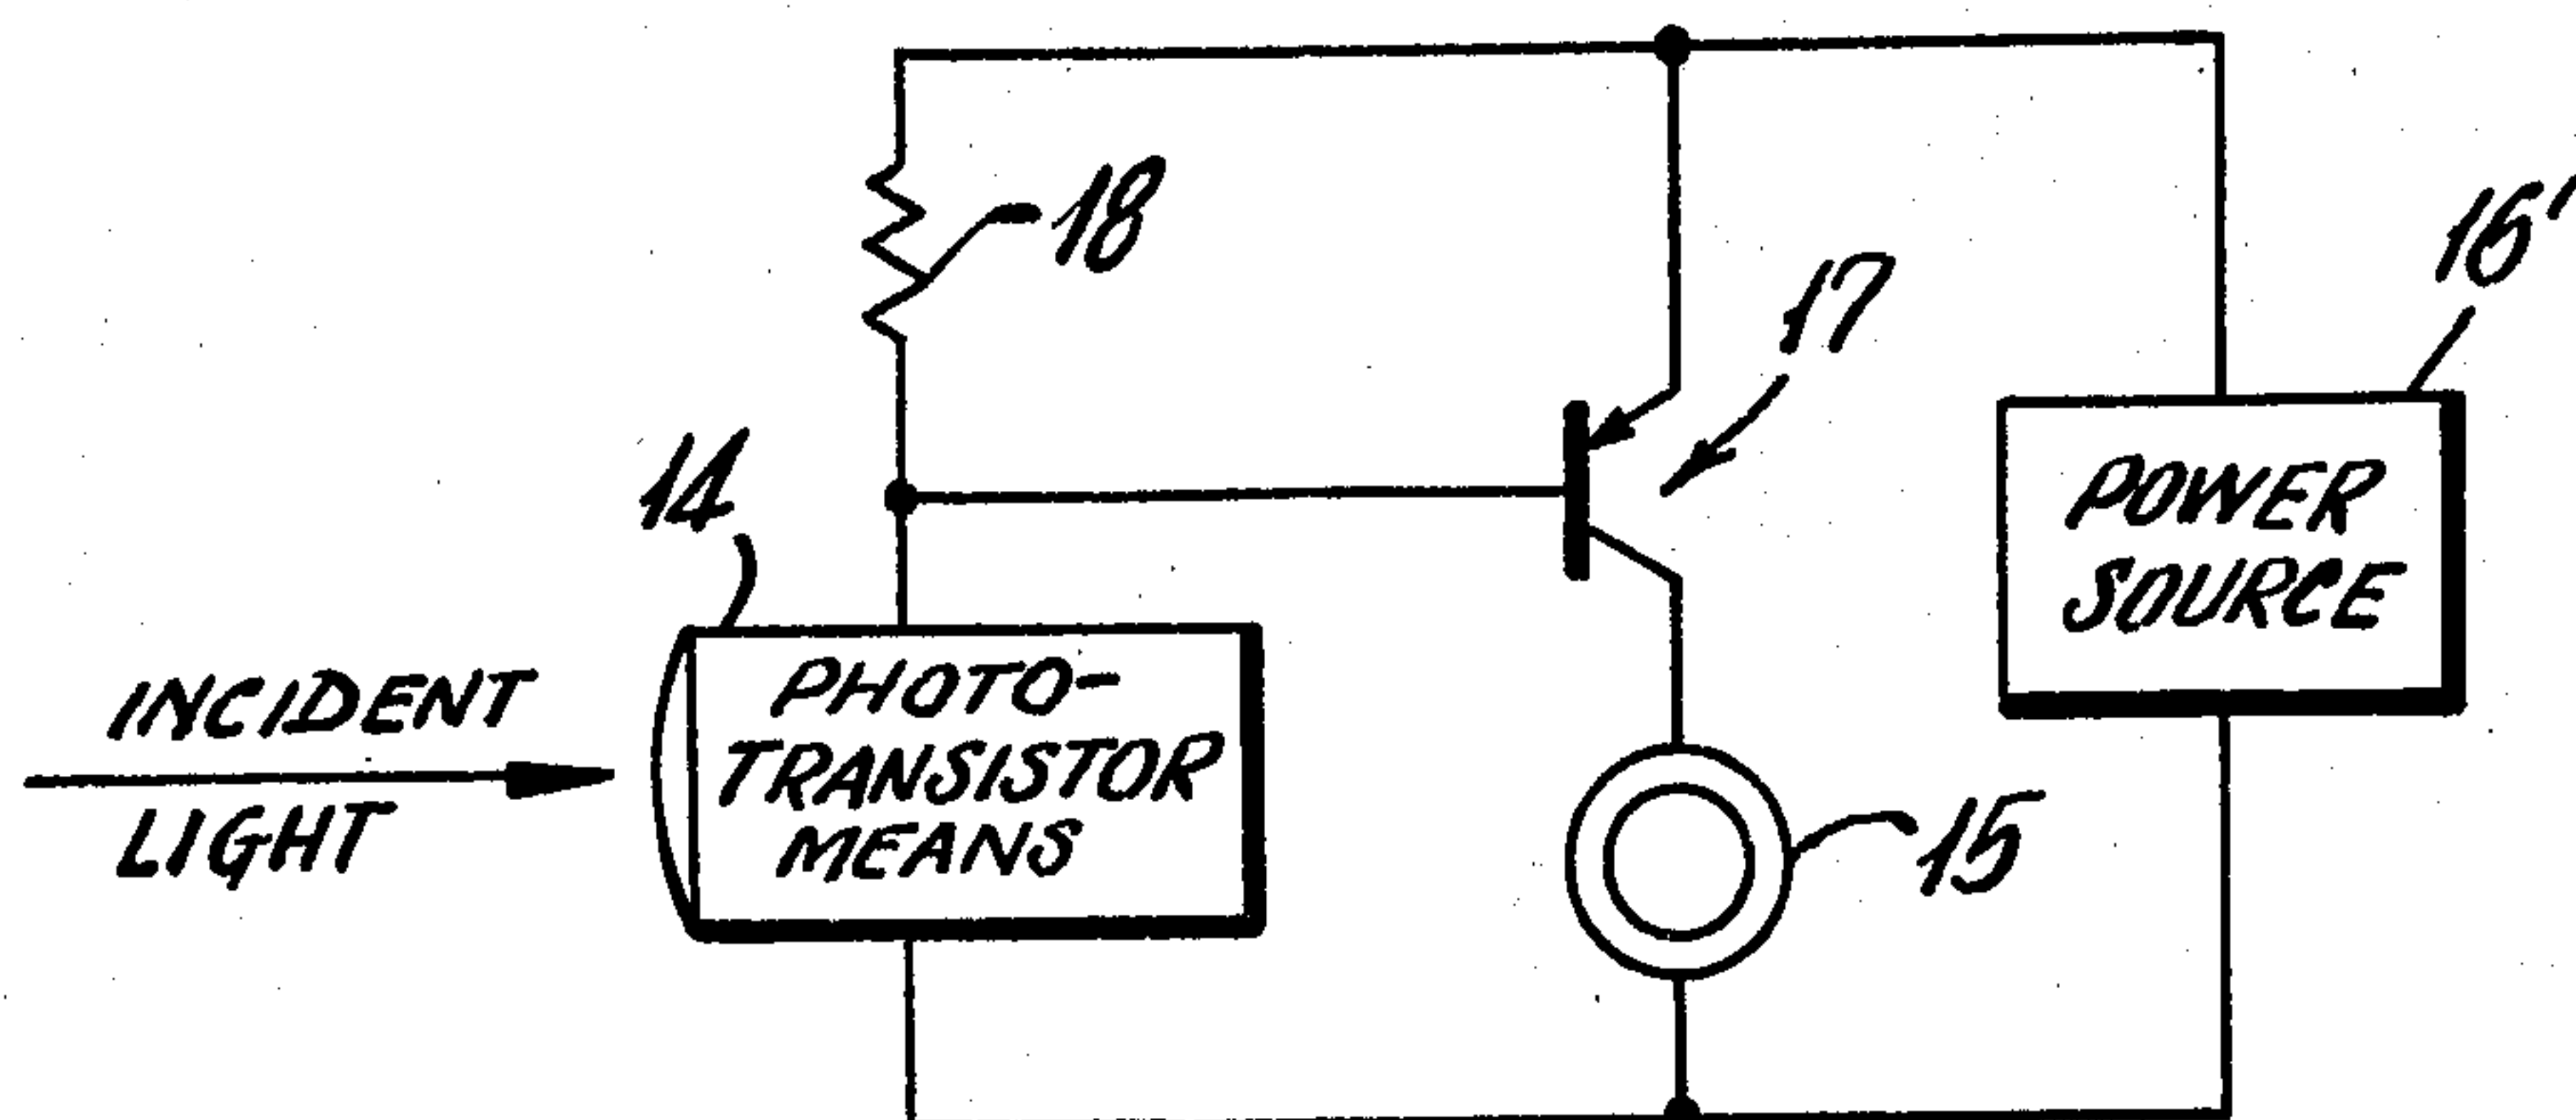 18
17
16'
14
POWER
SOURCE
INCIDENT
LIGHT
PHOTO-
TRANSISTOR
MEANS
15